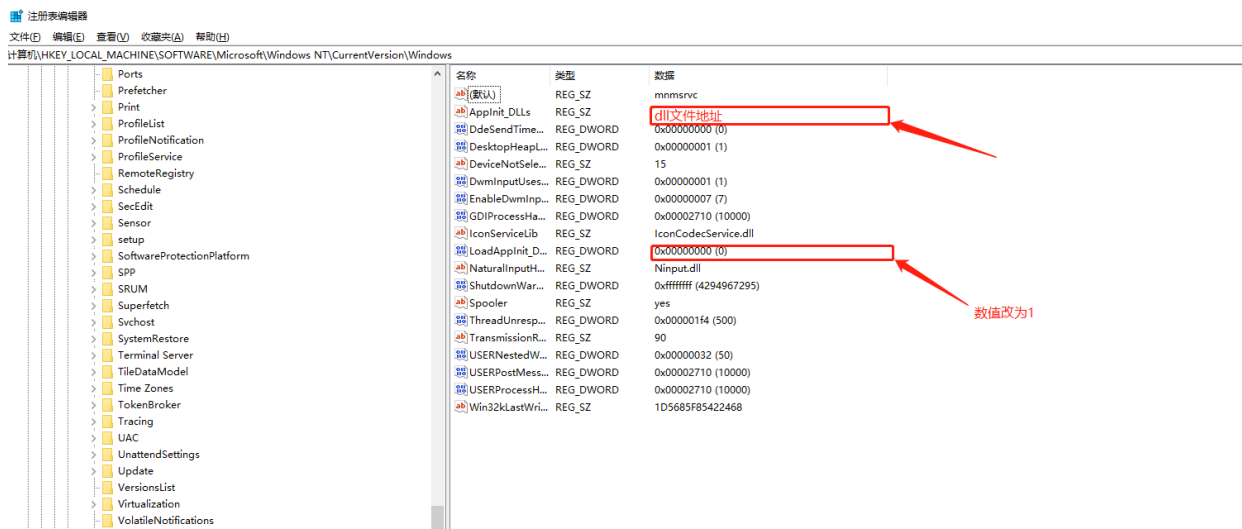 注册表编辑器
文件(F) 编辑(E) 查看(V) 收藏夹(A) 帮助(H)
计算机\HKEY_LOCAL_MACHINE\SOFTWARE\Microsoft\Windows NT\CurrentVersion\Windows
Ports
Prefetcher
Print
ProfileList
ProfileNotification
ProfileService
RemoteRegistry
Schedule
SecEdit
Sensor
setup
SoftwareProtectionPlatform
SPP
SRUM
Superfetch
Svchost
SystemRestore
Terminal Server
TileDataModel
Time Zones
TokenBroker
Tracing
UAC
UnattendSettings
Update
VersionsList
Virtualization
VolatileNotifications
名称 类型 数据
(默认) REG_SZ mnmsrvc
AppInit_DLLs REG_SZ dll文件地址
DdeSendTime... REG_DWORD 0x00000000 (0)
DesktopHeapL... REG_DWORD 0x00000001 (1)
DeviceNotSele... REG_SZ 15
DwmInputUses... REG_DWORD 0x00000001 (1)
EnableDwmInp... REG_DWORD 0x00000007 (7)
GDIProcessHa... REG_DWORD 0x00002710 (10000)
IconServiceLib REG_SZ IconCodecService.dll
LoadAppInit_D... REG_DWORD 0x00000000 (0)
NaturalInputH... REG_SZ Ninput.dll
ShutdownWar... REG_DWORD 0xffffffff (4294967295)
Spooler REG_SZ yes
ThreadUnresp... REG_DWORD 0x000001f4 (500)
TransmissionR... REG_SZ 90
USERNestedW... REG_DWORD 0x00000032 (50)
USERPostMess... REG_DWORD 0x00002710 (10000)
USERProcessH... REG_DWORD 0x00002710 (10000)
Win32kLastWri... REG_SZ 1D5685F85422468
数值改为1